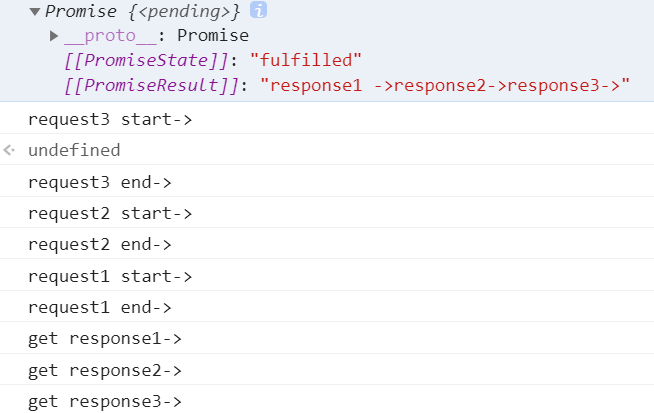 Promise {<pending>} i
__proto__: Promise
[[PromiseState]]: "fulfilled"
[[PromiseResult]]: "response1 ->response2->response3->"
request3 start->
undefined
request3 end->
request2 start->
request2 end->
request1 start->
request1 end->
get response1->
get response2->
get response3->